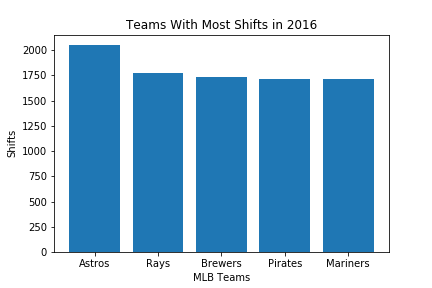 Teams With Most Shifts in 2016
2000
1750
1500
1250
1000
750
500
250
0
Shifts
Astros Rays Brewers Pirates Mariners
MLB Teams